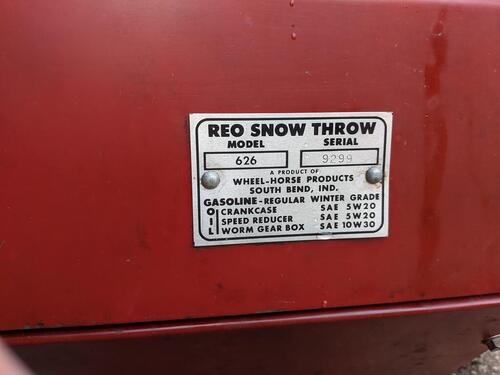 REO SNOW THROW
MODEL SERIAL
626 9299
A PRODUCT OF
WHEEL-HORSE PRODUCTS
SOUTH BEND, IND.
GASOLINE-REGULAR WINTER GRADE
OIL
CRANKCASE SAE 5W20
SPEED REDUCER SAE 5W20
WORM GEAR BOX SAE 10W30